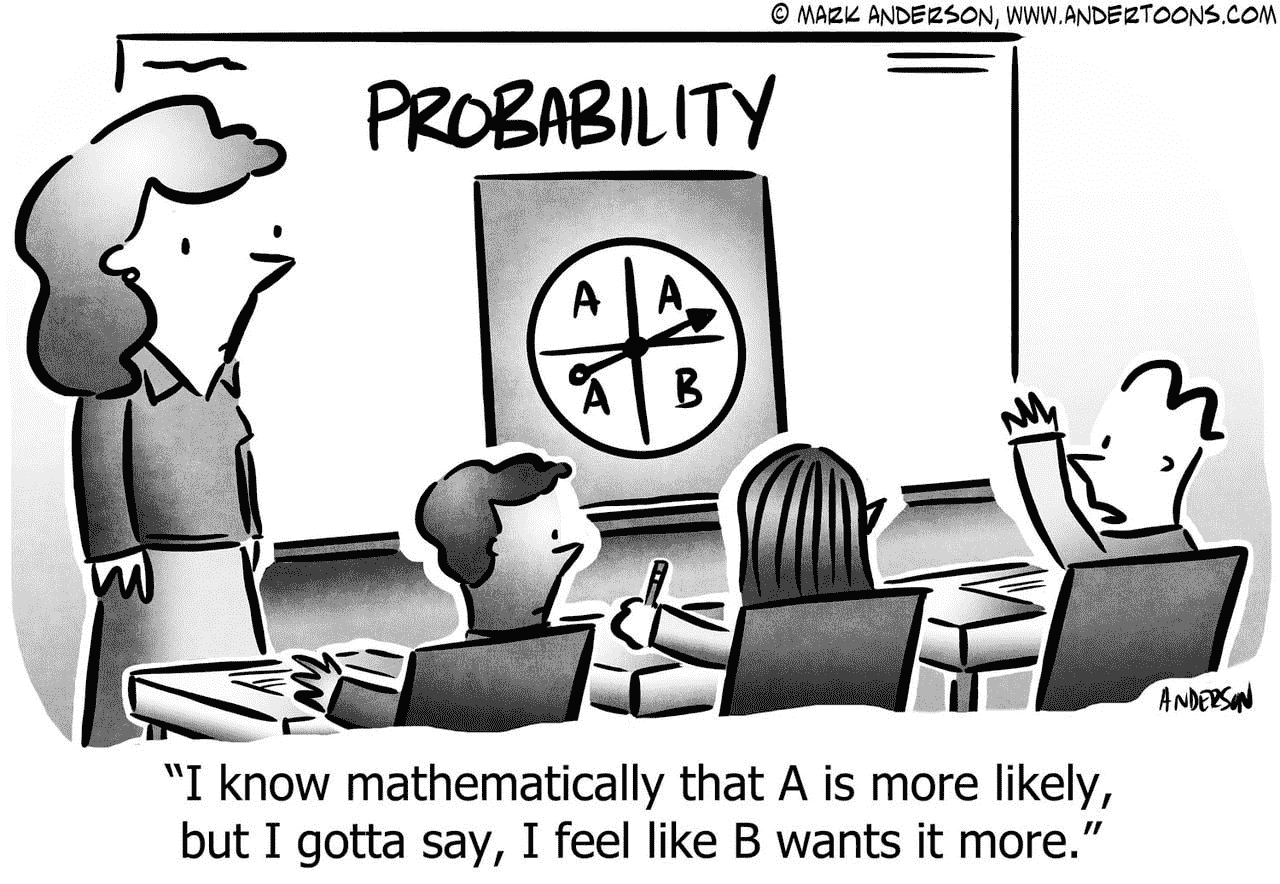 © MARK ANDERSON, WWW.ANDERTOONS.COM
PROBABILITY
A A
A B
ANDERSON
“I know mathematically that A is more likely,
but I gotta say, I feel like B wants it more.”